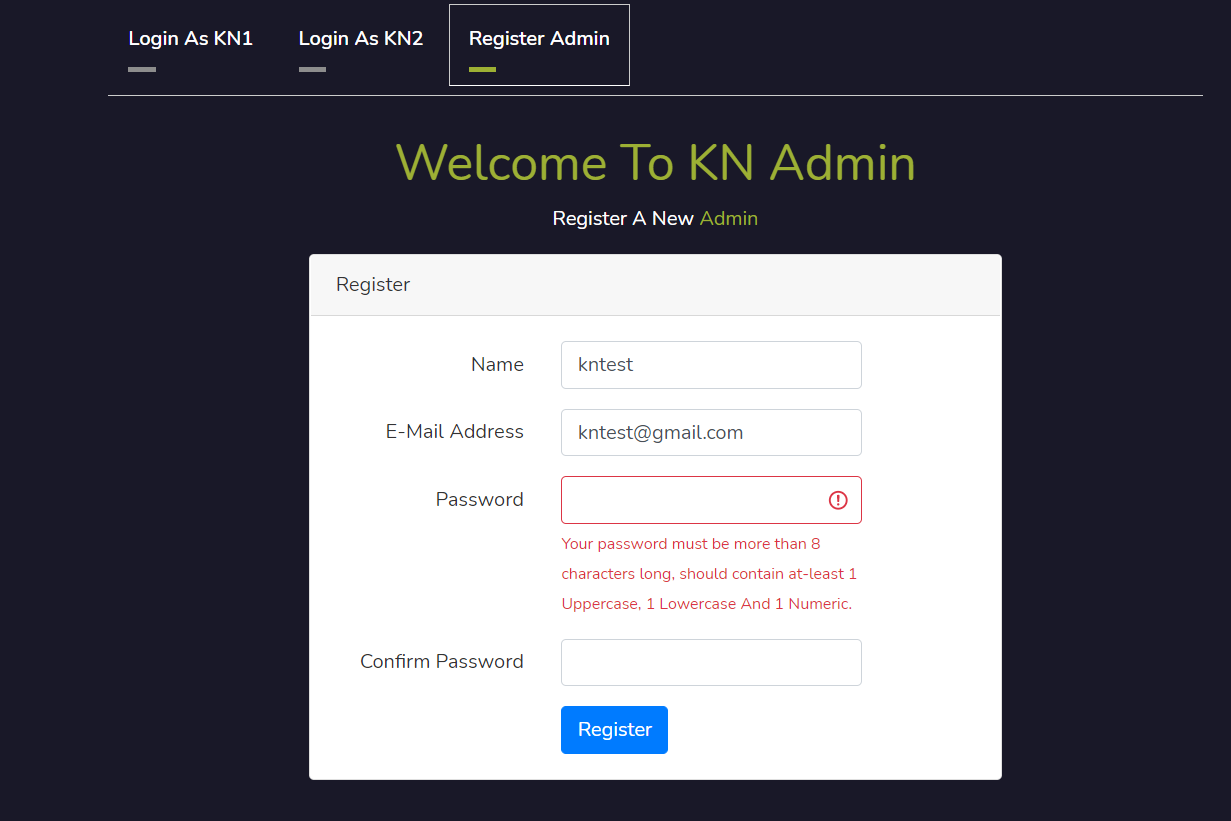 Login As KN1 Login As KN2 Register Admin
Welcome To KN Admin
Register A New Admin
Register
Name kntest
E-Mail Address kntest@gmail.com
Password
Your password must be more than 8
characters long, should contain at-least 1
Uppercase, 1 Lowercase And 1 Numeric.
Confirm Password
Register